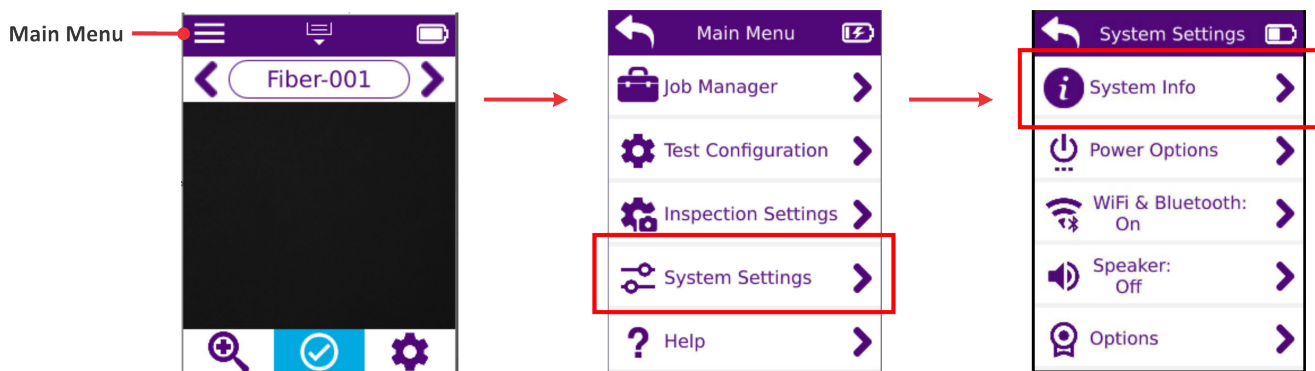 Main Menu
Fiber-001
Main Menu
Job Manager
Test Configuration
Inspection Settings
System Settings
Help
System Settings
System Info
Power Options
WiFi & Bluetooth:
On
Speaker:
Off
Options